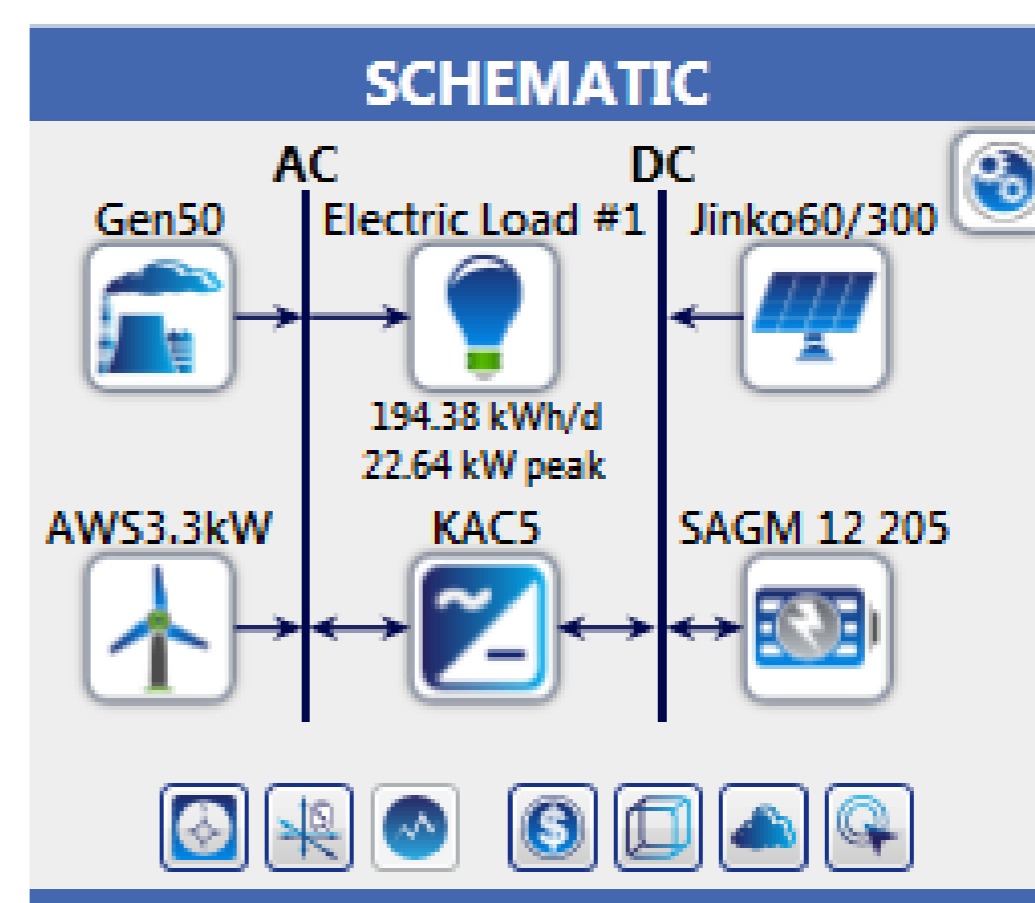 SCHEMATIC
AC DC
Gen50 Electric Load #1 Jinko60/300
194.38 kWh/d
22.64 kW peak
AWS3.3kW KAC5 SAGM 12 205